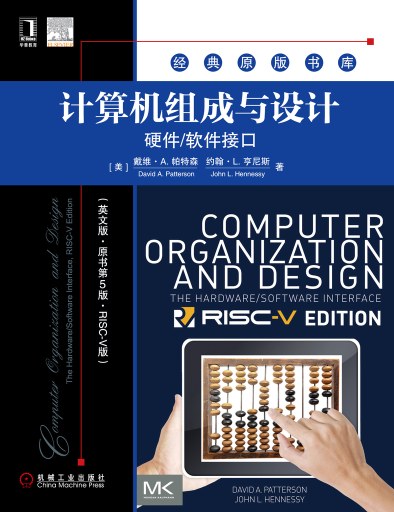 华章教育
经典原版书库
计算机组成与设计
硬件/软件接口
[美] 戴维·A. 帕特森 约翰·L. 亨尼斯 著
David A. Patterson John L. Hennessy
Computer Organization and Design
The Hardware/Software Interface, RISC-V Edition
(英文版·原书第5版·RISC-V版)
COMPUTER
ORGANIZATION
AND DESIGN
THE HARDWARE/SOFTWARE INTERFACE
RISC-V EDITION
机械工业出版社
China Machine Press
MK
DAVID A. PATTERSON
JOHN L. HENNESSY